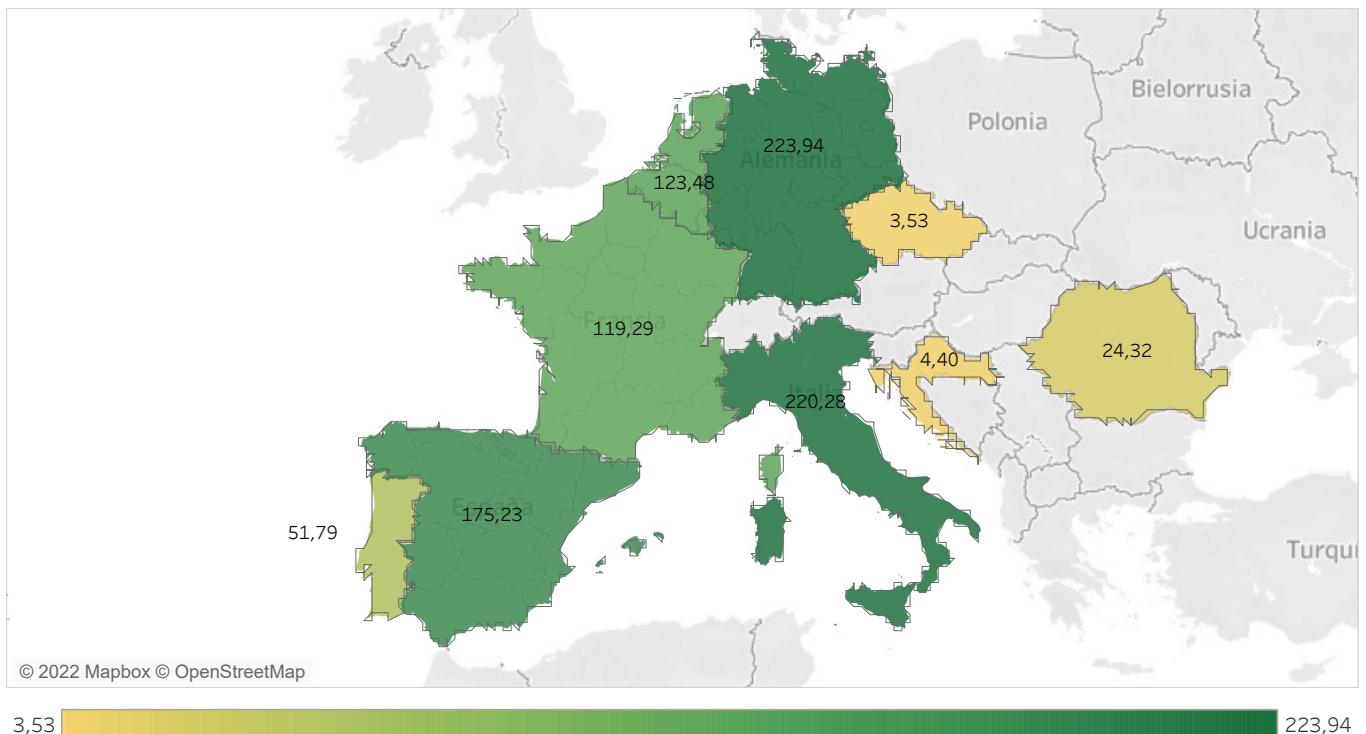 Bielorrusia
Polonia
223,94
Alemania
123,48
3,53
Ucrania
Francia
119,29
24,32
4,40
Italia
220,28
España
175,23
51,79
Turqui
© 2022 Mapbox © OpenStreetMap
3,53
223,94